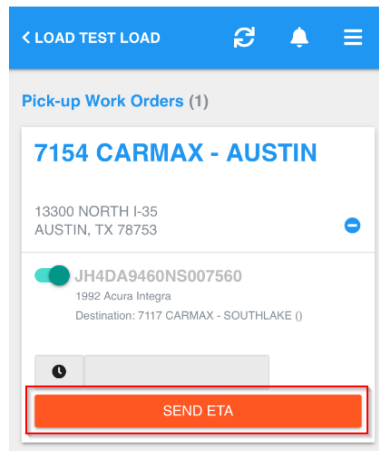 LOAD TEST LOAD
Pick-up Work Orders (1)
7154 CARMAX - AUSTIN
13300 NORTH I-35
AUSTIN, TX 78753
JH4DA9460NS007560
1992 Acura Integra
Destination: 7117 CARMAX - SOUTHLAKE ()
SEND ETA